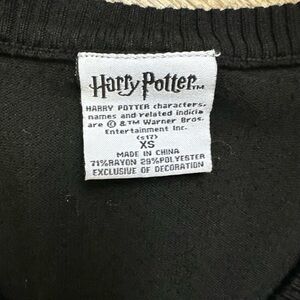 Harry Potter™
HARRY POTTER characters,
names and related indicia
are © & ™ Warner Bros.
Entertainment Inc.
(s17)
XS
MADE IN CHINA
71%RAYON 29%POLYESTER
EXCLUSIVE OF DECORATION